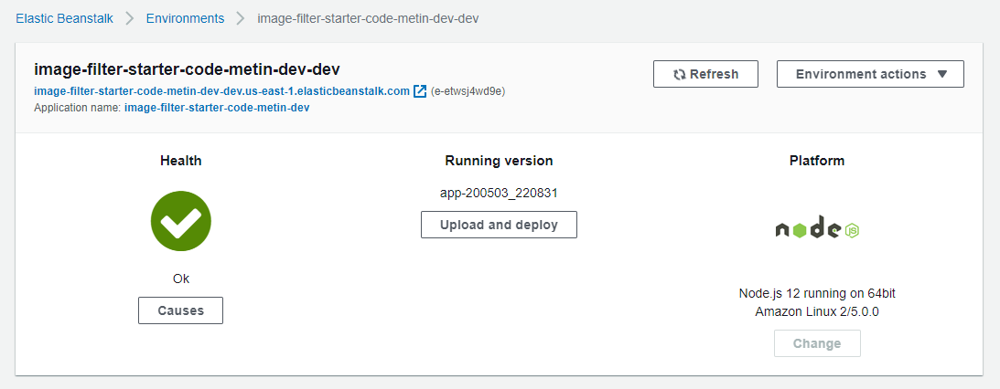 Elastic Beanstalk > Environments > image-filter-starter-code-metin-dev-dev
image-filter-starter-code-metin-dev-dev
Refresh
Environment actions
image-filter-starter-code-metin-dev-dev.us-east-1.elasticbeanstalk.com (e-etwsj4wd9e)
Application name: image-filter-starter-code-metin-dev
Health
Running version
Platform
app-200503_220831
Upload and deploy
node
JS
Ok
Causes
Node.js 12 running on 64bit
Amazon Linux 2/5.0.0
Change